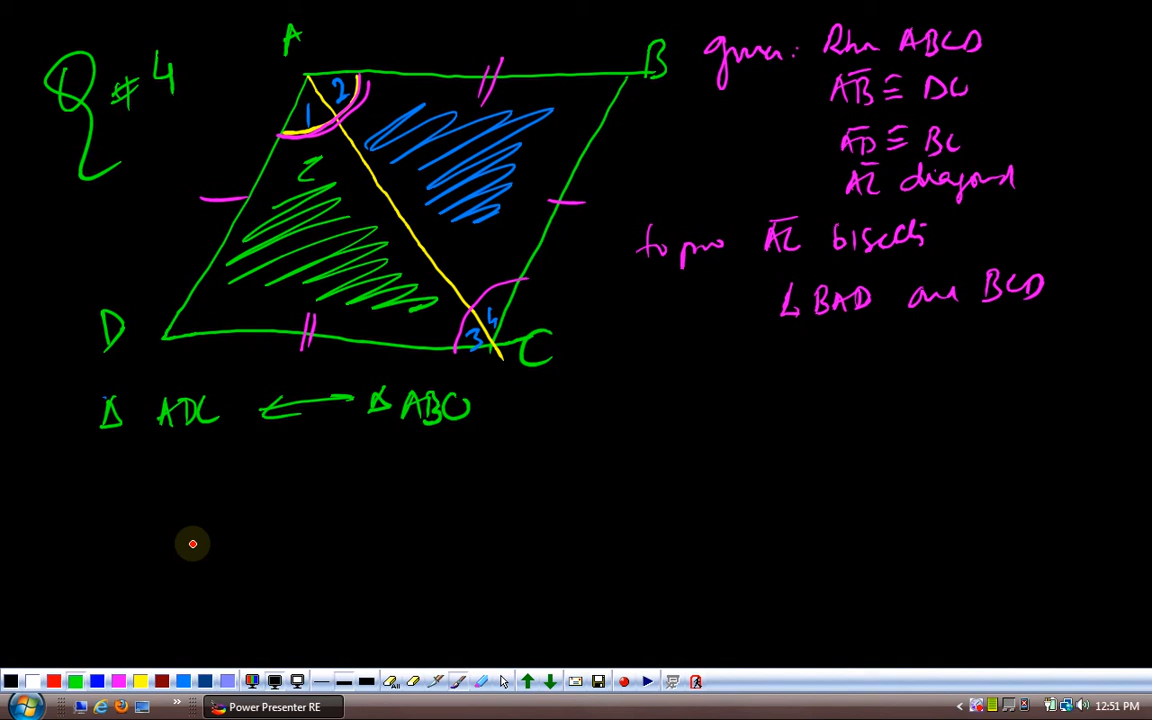 Q # 4
A
B
1
2
D
3
4
C
given: Rho ABCD
AB ≅ DC
AD ≅ BC
AC diagonal
to prove AC bisects
∠BAD and BCD
Δ ADC ← Δ ABC
Power Presenter RE
12:51 PM